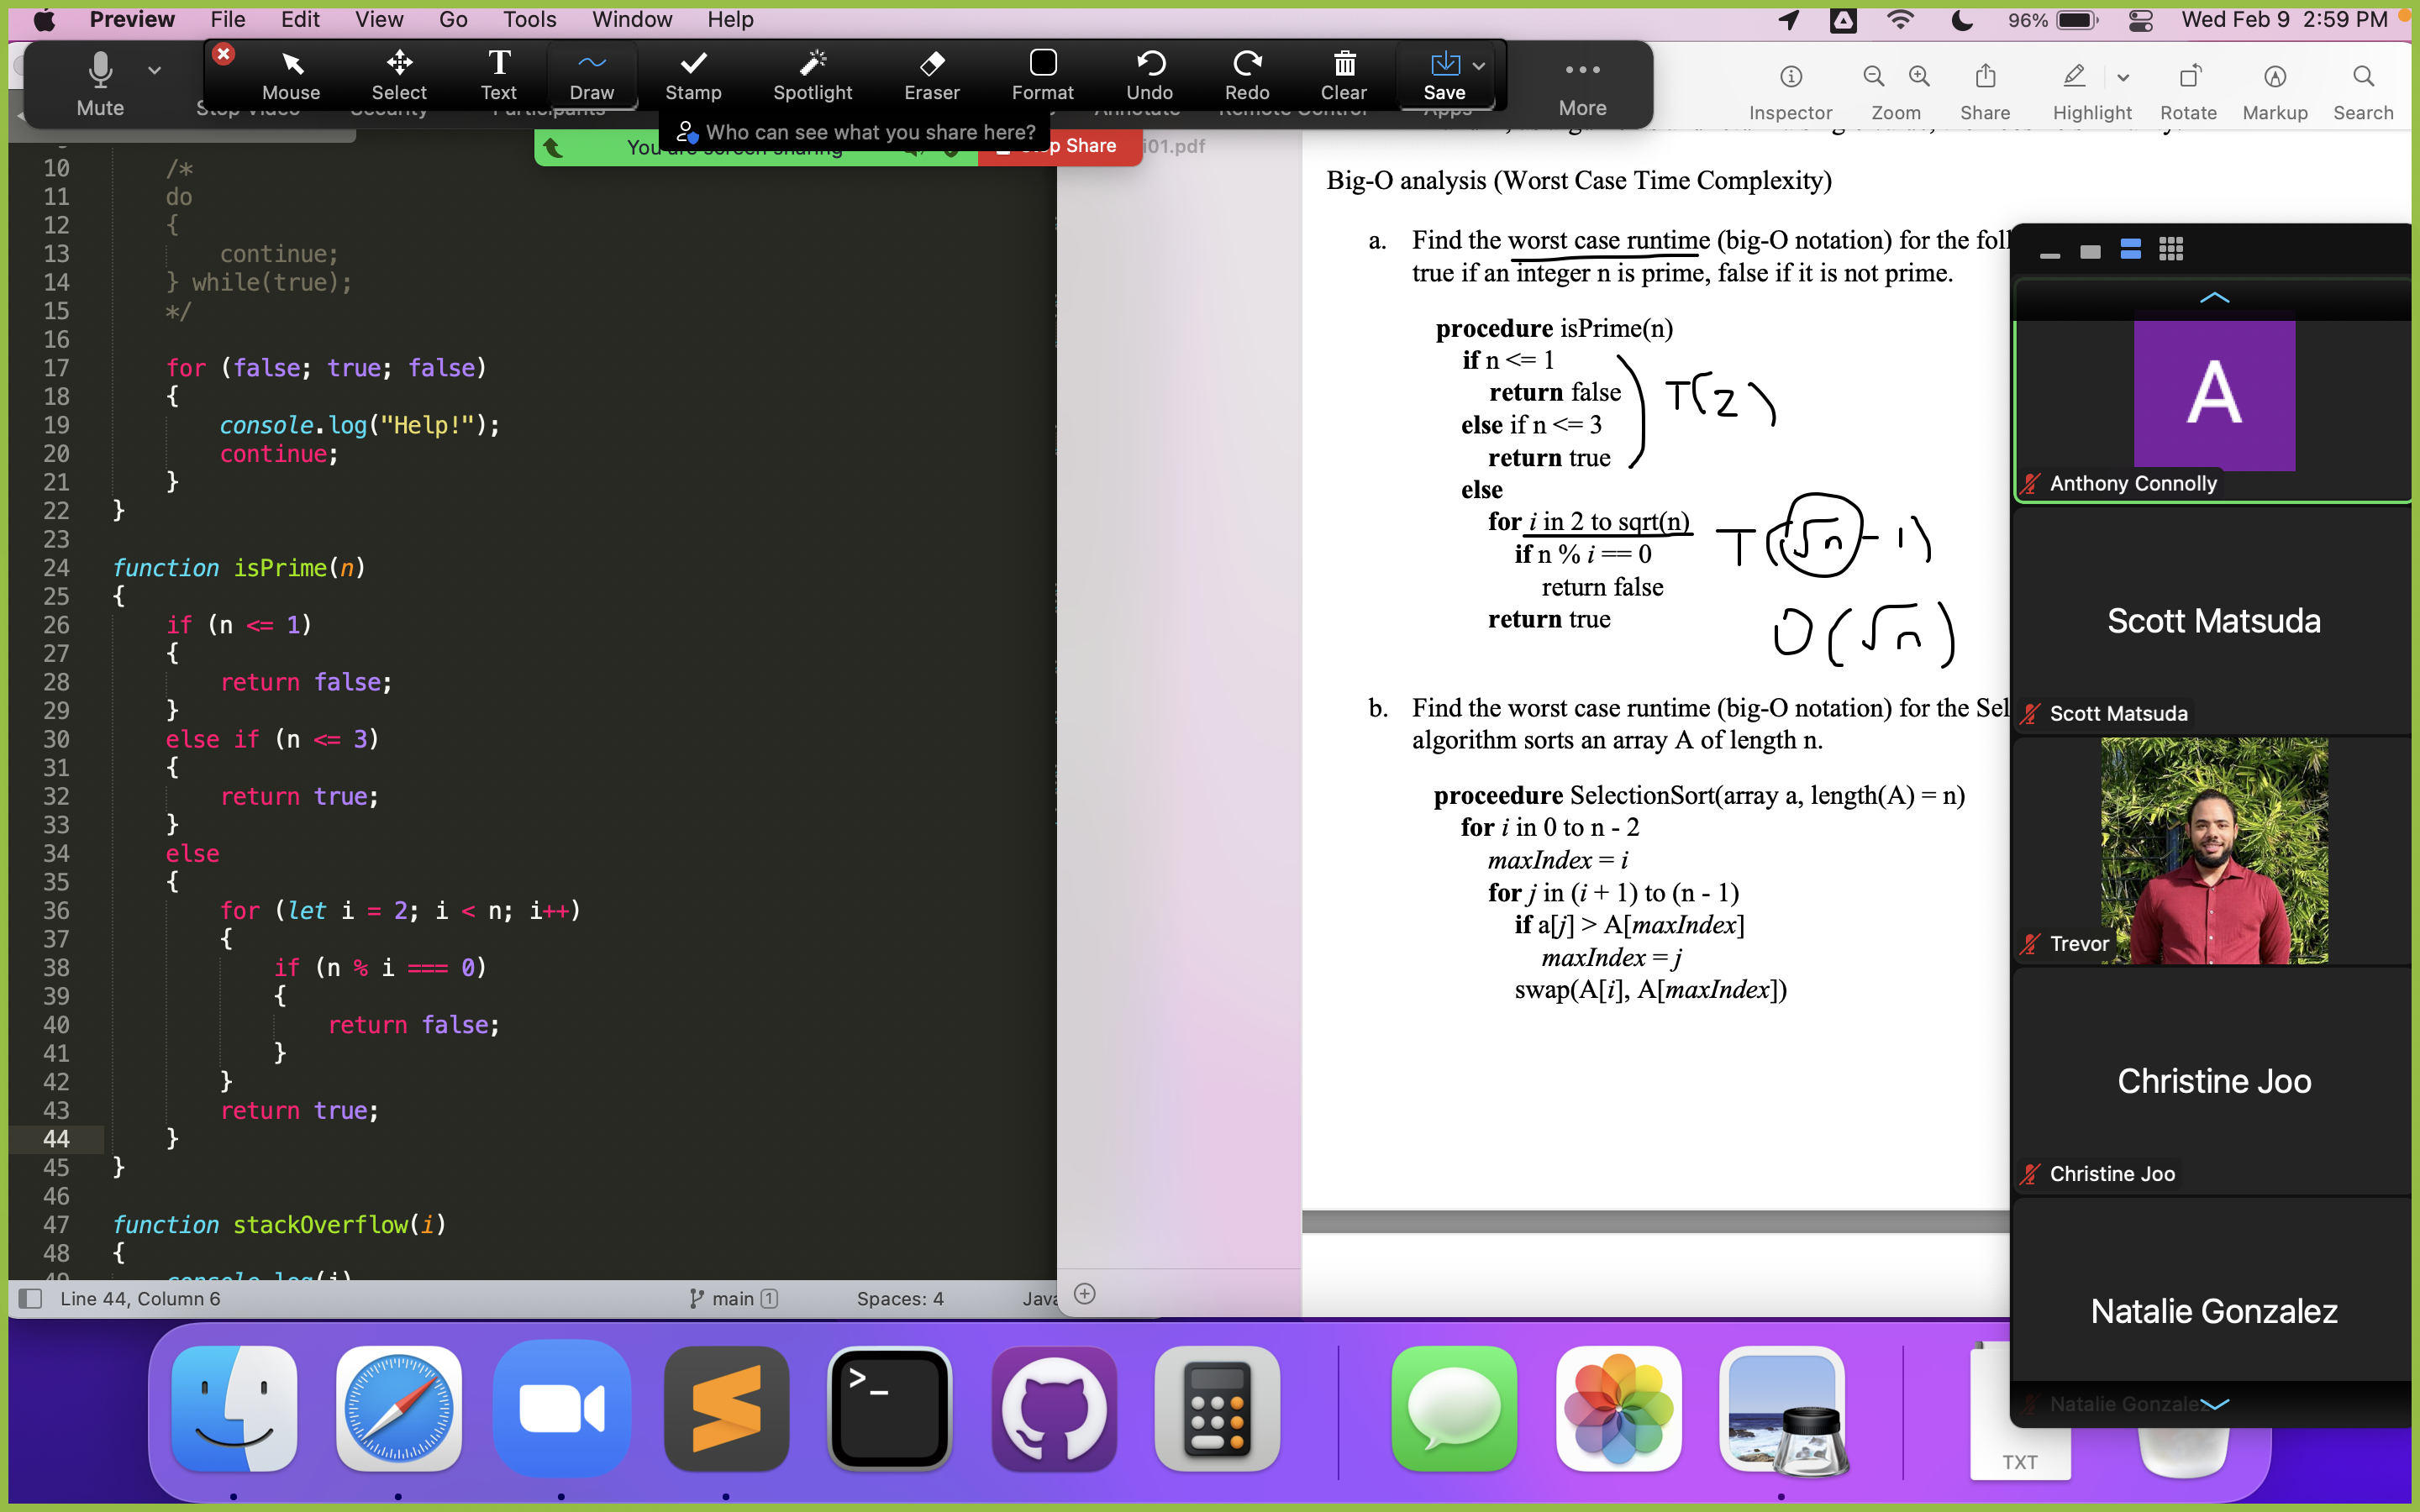 Preview File Edit View Go Tools Window Help
96% Wed Feb 9 2:59 PM
Mute
Mouse Select Text Draw Stamp Spotlight Eraser Format Undo Redo Clear Save
More
Stop Video Security Participants Annotate Remote Control Apps
Who can see what you share here?
You are screen sharing
Stop Share
Inspector Zoom Share Highlight Rotate Markup Search
i01.pdf
10 /*
11 do
12 {
13 continue;
14 } while(true);
15 */
16
17 for (false; true; false)
18 {
19 console.log("Help!");
20 continue;
21 }
22 }
23
24 function isPrime(n)
25 {
26 if (n <= 1)
27 {
28 return false;
29 }
30 else if (n <= 3)
31 {
32 return true;
33 }
34 else
35 {
36 for (let i = 2; i < n; i++)
37 {
38 if (n % i === 0)
39 {
40 return false;
41 }
42 }
43 return true;
44 }
45 }
46
47 function stackOverflow(i)
48 {
49 console.log(i)
Line 44, Column 6 main 1 Spaces: 4 Java
Big-O analysis (Worst Case Time Complexity)
a. Find the worst case runtime (big-O notation) for the foll
true if an integer n is prime, false if it is not prime.
procedure isPrime(n)
if n <= 1
return false
T(2)
else if n <= 3
return true
else
for i in 2 to sqrt(n)
T(√n - 1)
if n % i == 0
return false
return true
O(√n)
b. Find the worst case runtime (big-O notation) for the Sel
algorithm sorts an array A of length n.
proceedure SelectionSort(array a, length(A) = n)
for i in 0 to n - 2
maxIndex = i
for j in (i + 1) to (n - 1)
if a[j] > A[maxIndex]
maxIndex = j
swap(A[i], A[maxIndex])
A
Anthony Connolly
Scott Matsuda
Scott Matsuda
Trevor
Christine Joo
Christine Joo
Natalie Gonzalez
Natalie Gonzalez
>_
TXT